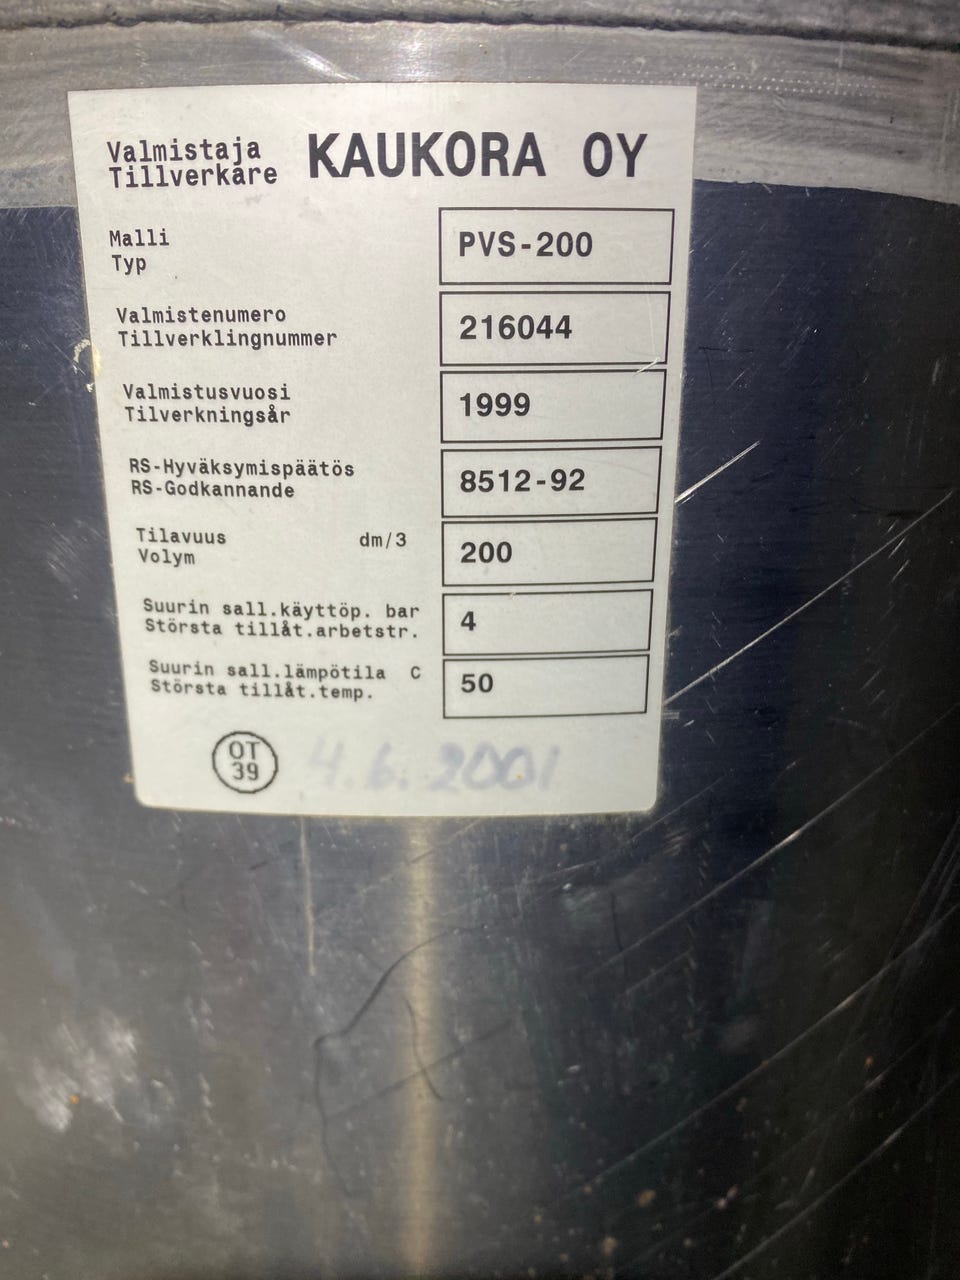 Valmistaja KAUKORA OY
Tillverkare
Malli PVS-200
Typ
Valmistenumero 216044
Tillverklingnummer
Valmistusvuosi 1999
Tilverkningsår
RS-Hyväksymispäätös 8512-92
RS-Godkannande
Tilavuus dm/3 200
Volym
Suurin sall.käyttöp. bar 4
Största tillåt.arbetstr.
Suurin sall.lämpötila C 50
Största tillåt.temp.
OT
39
4.6.2001